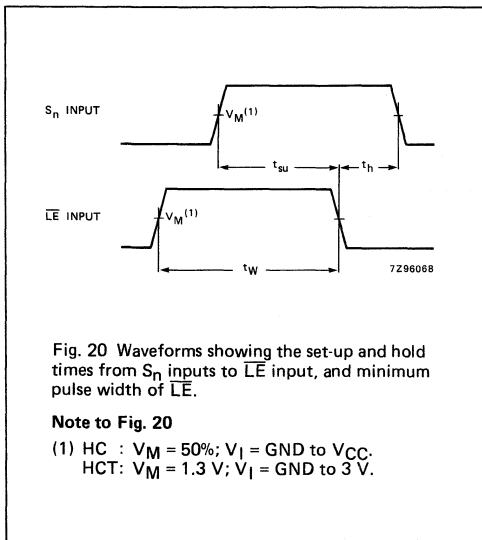 Sn INPUT
VM(1)
tsu
th
LE INPUT
VM(1)
tW
7Z96068
Fig. 20 Waveforms showing the set-up and hold
times from Sn inputs to LE input, and minimum
pulse width of LE.
Note to Fig. 20
(1) HC : VM = 50%; VI = GND to VCC.
HCT: VM = 1.3 V; VI = GND to 3 V.